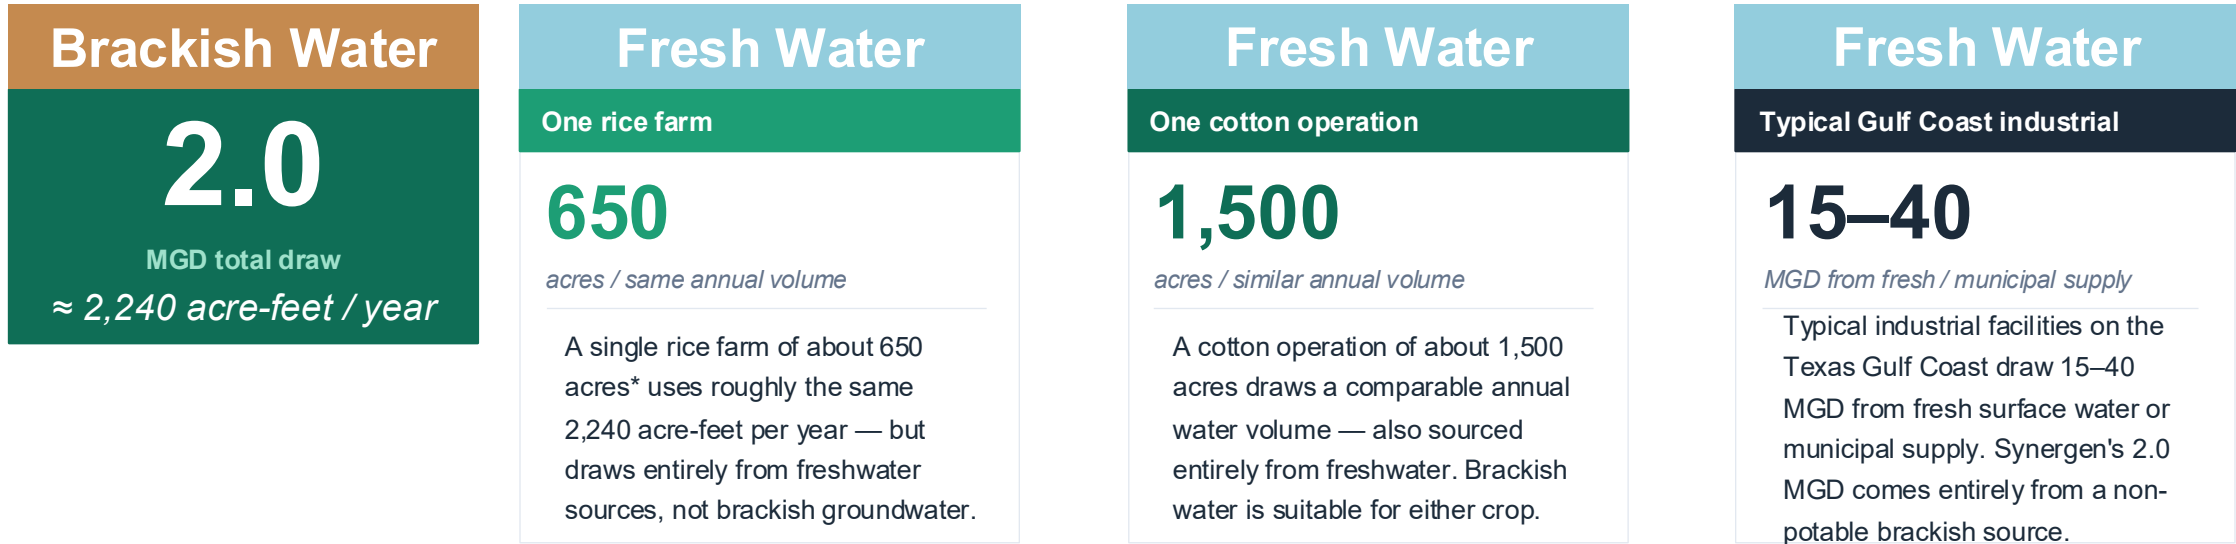 Brackish Water
2.0
MGD total draw
≈ 2,240 acre-feet / year
Fresh Water
One rice farm
650
acres / same annual volume
A single rice farm of about 650
acres* uses roughly the same
2,240 acre-feet per year — but
draws entirely from freshwater
sources, not brackish groundwater.
Fresh Water
One cotton operation
1,500
acres / similar annual volume
A cotton operation of about 1,500
acres draws a comparable annual
water volume — also sourced
entirely from freshwater. Brackish
water is suitable for either crop.
Fresh Water
Typical Gulf Coast industrial
15–40
MGD from fresh / municipal supply
Typical industrial facilities on the
Texas Gulf Coast draw 15–40
MGD from fresh surface water or
municipal supply. Synergen's 2.0
MGD comes entirely from a non-
potable brackish source.